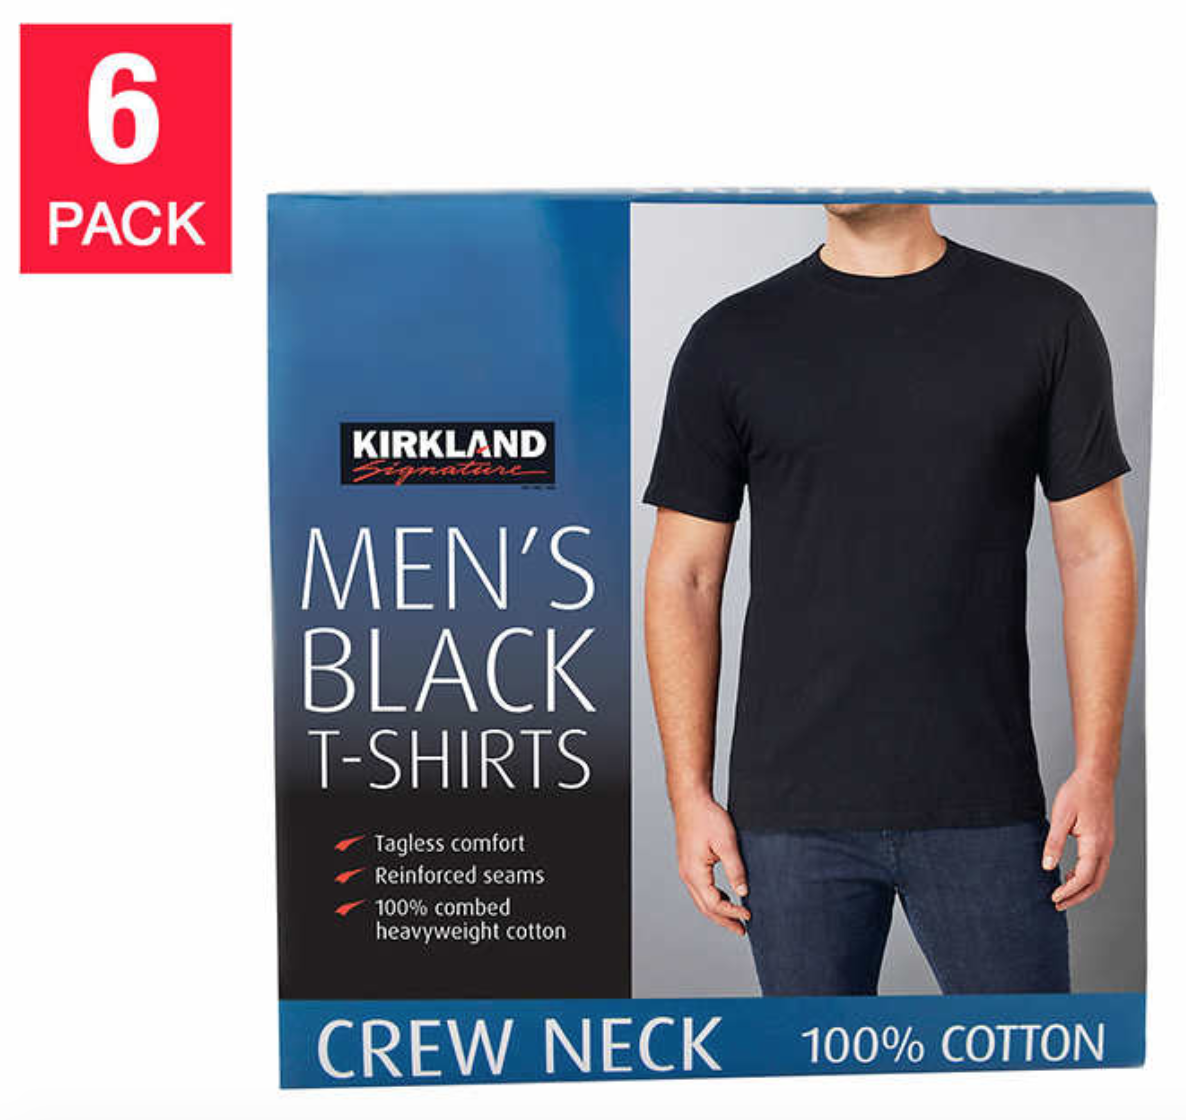 6
PACK
KIRKLAND
Signature
MEN'S
BLACK
T-SHIRTS
Tagless comfort
Reinforced seams
100% combed
heavyweight cotton
CREW NECK
100% COTTON